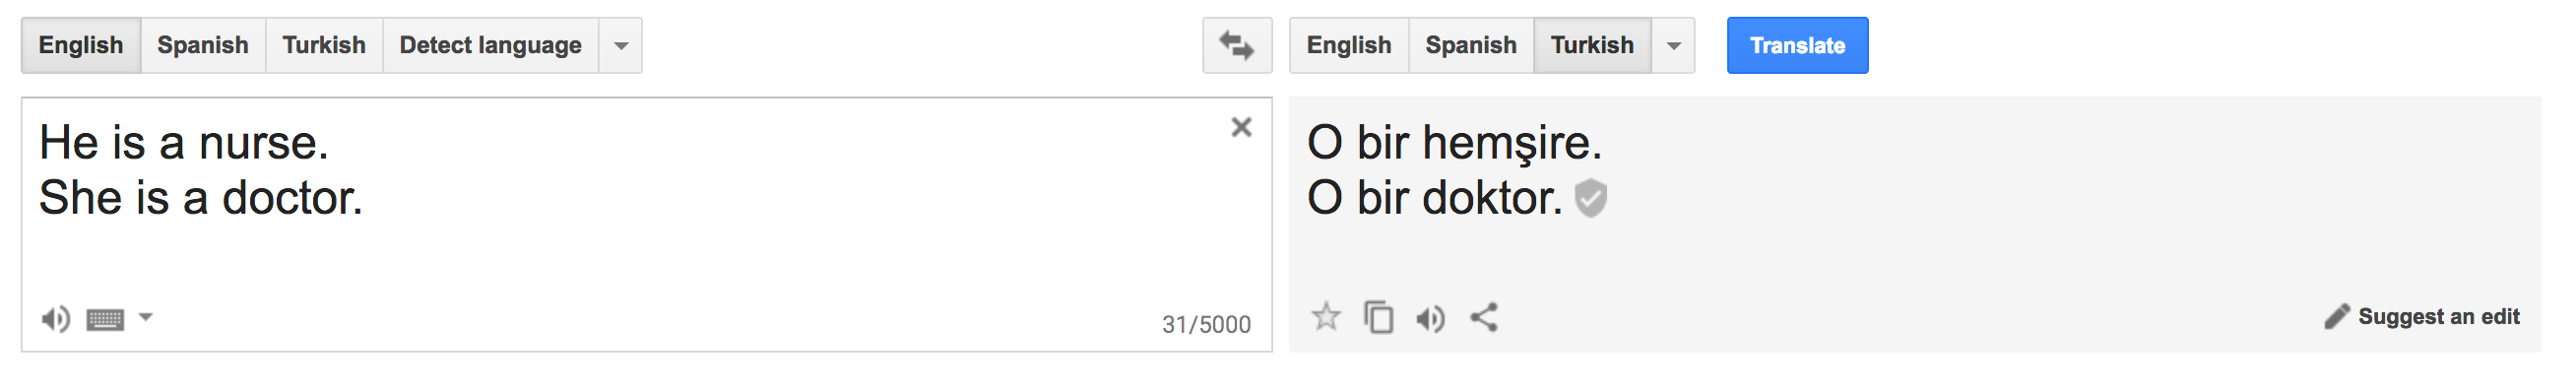 English Spanish Turkish Detect language
English Spanish Turkish Translate
He is a nurse.
She is a doctor.
31/5000
O bir hemşire.
O bir doktor.
Suggest an edit